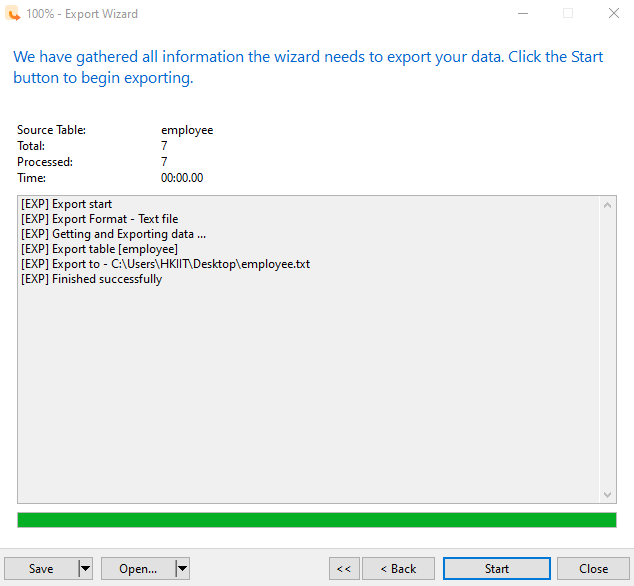 100% - Export Wizard
We have gathered all information the wizard needs to export your data. Click the Start
button to begin exporting.
Source Table: employee
Total: 7
Processed: 7
Time: 00:00.00
[EXP] Export start
[EXP] Export Format - Text file
[EXP] Getting and Exporting data ...
[EXP] Export table [employee]
[EXP] Export to - C:\Users\HKIIT\Desktop\employee.txt
[EXP] Finished successfully
Save Open... << < Back Start Close